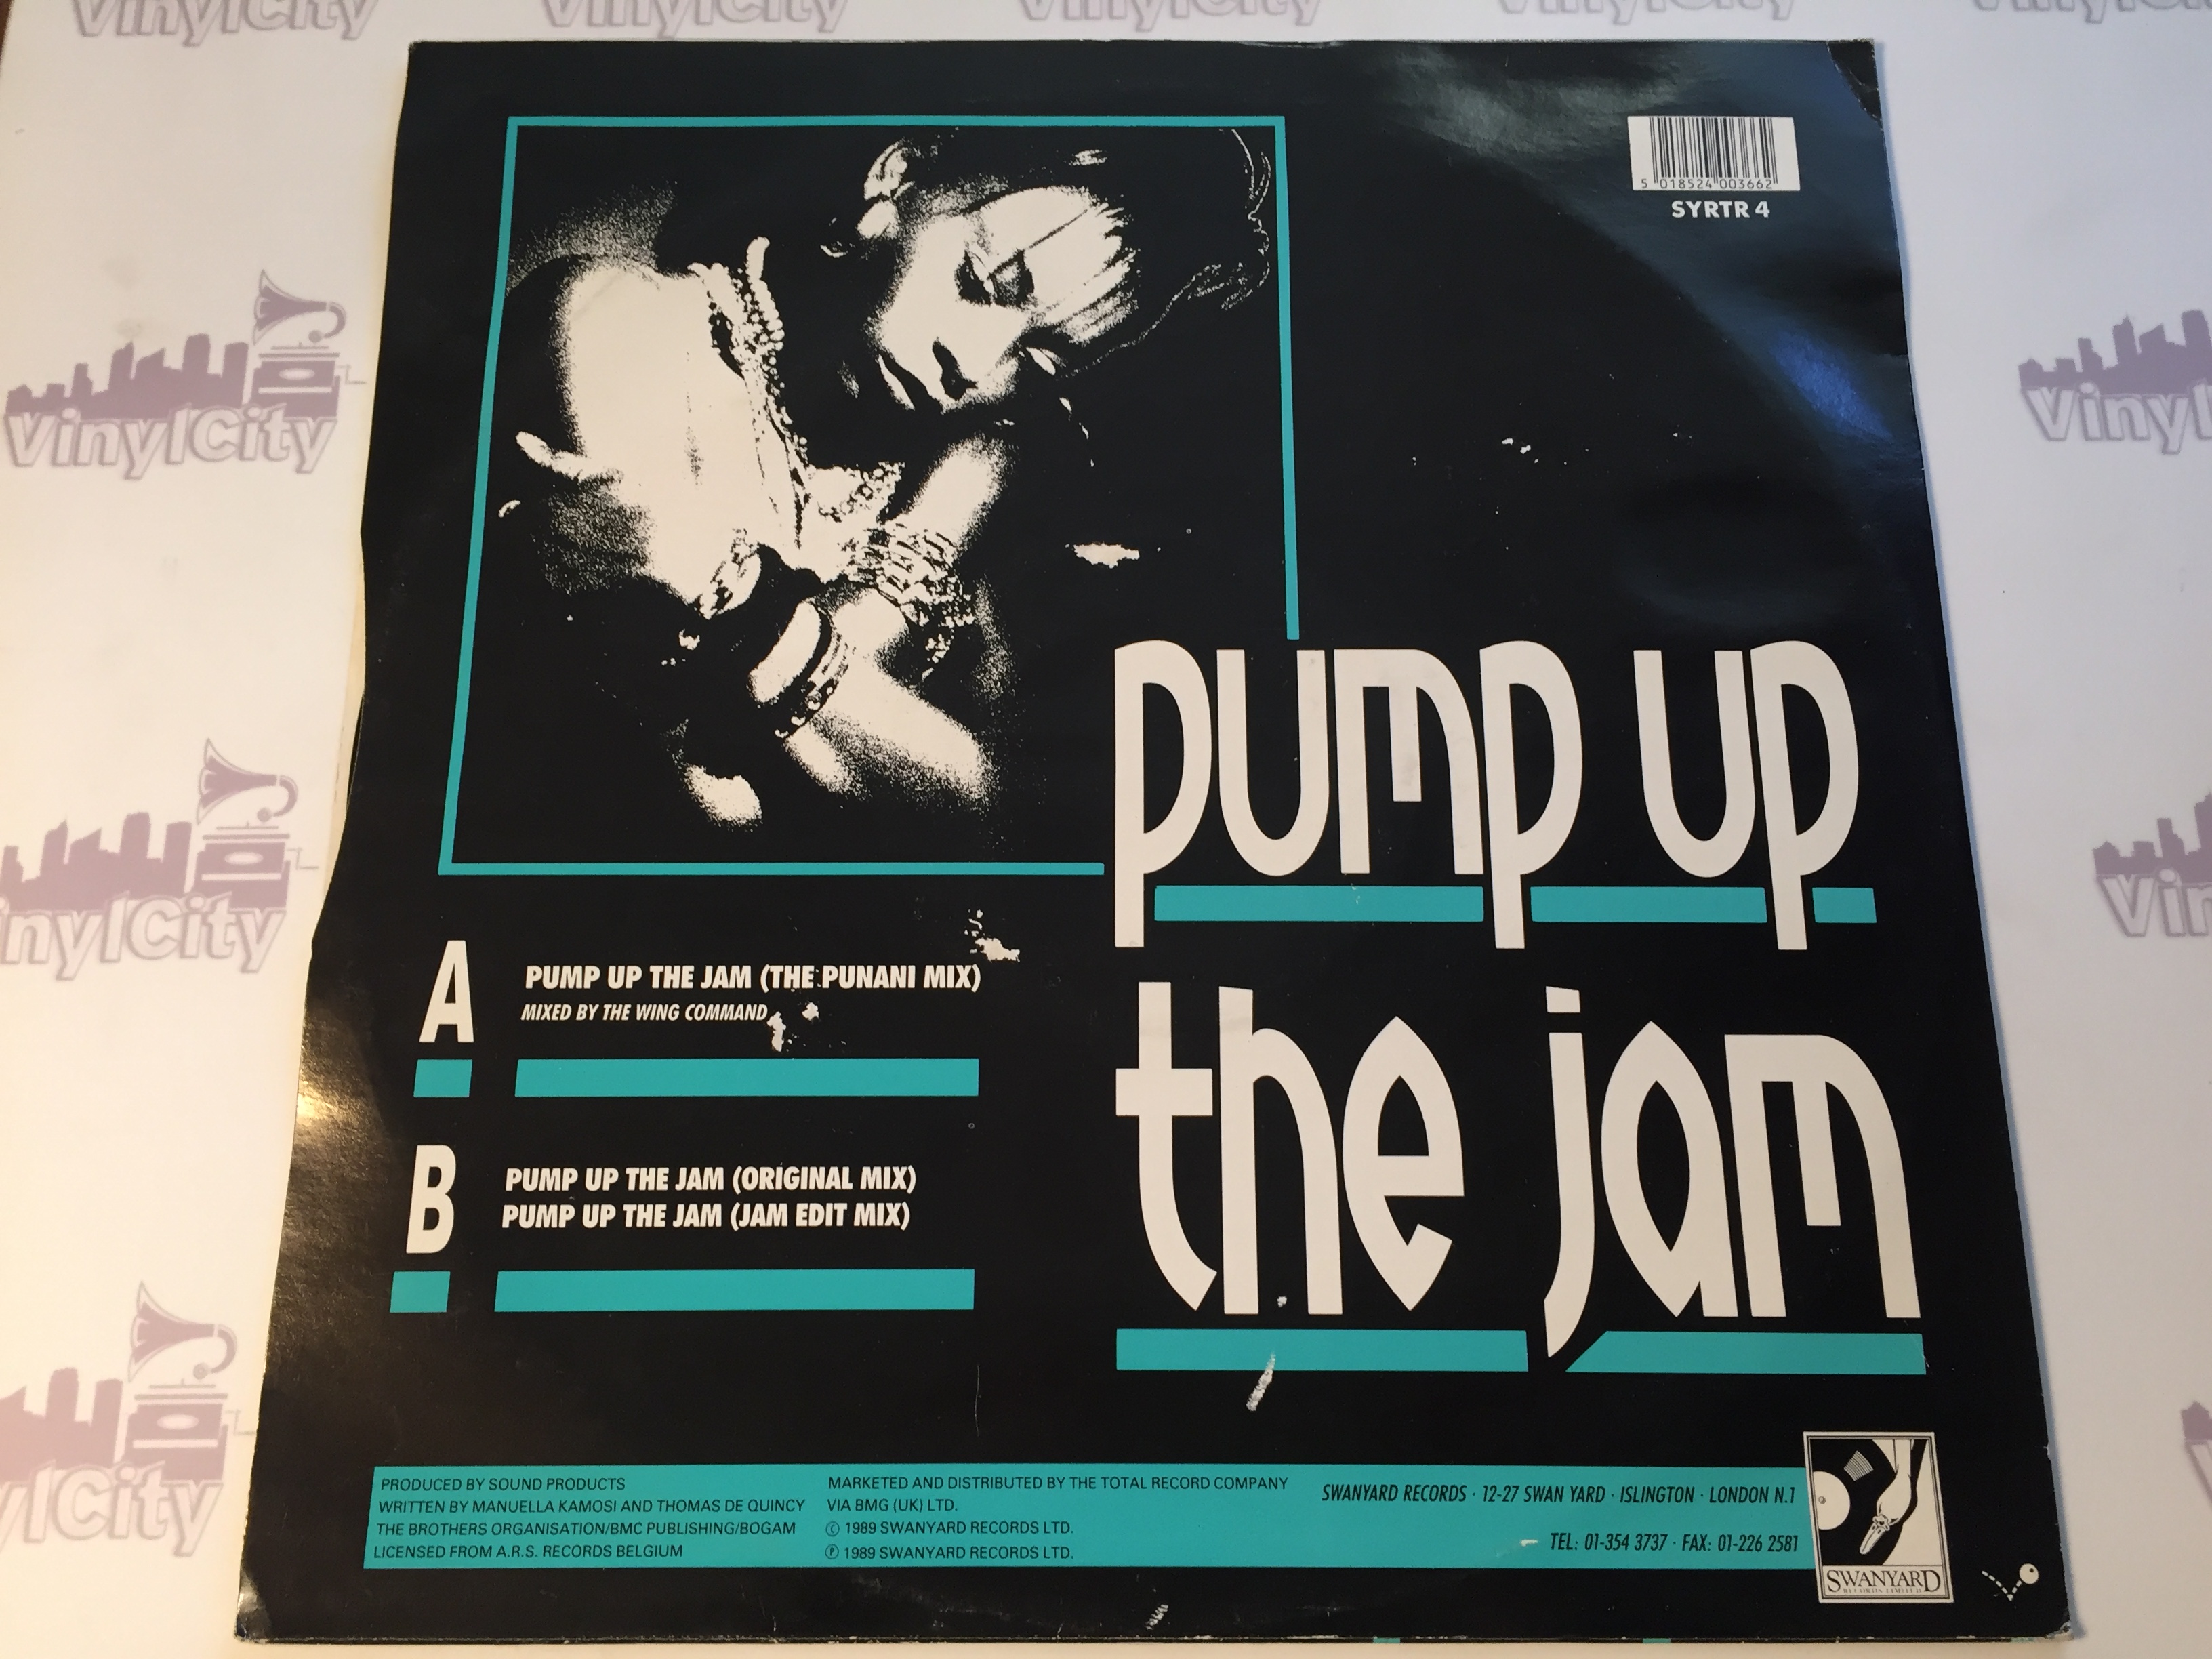 VinylCity
VinylCity
VinylCity
VinylCity
5 018524 003662
SYRTR 4
VinylCity
pump up
the jam
A
PUMP UP THE JAM (THE PUNANI MIX)
MIXED BY THE WING COMMAND
B
PUMP UP THE JAM (ORIGINAL MIX)
PUMP UP THE JAM (JAM EDIT MIX)
PRODUCED BY SOUND PRODUCTS
WRITTEN BY MANUELLA KAMOSI AND THOMAS DE QUINCY
THE BROTHERS ORGANISATION/BMC PUBLISHING/BOGAM
LICENSED FROM A.R.S. RECORDS BELGIUM
MARKETED AND DISTRIBUTED BY THE TOTAL RECORD COMPANY
VIA BMG (UK) LTD.
© 1989 SWANYARD RECORDS LTD.
℗ 1989 SWANYARD RECORDS LTD.
SWANYARD RECORDS · 12-27 SWAN YARD · ISLINGTON · LONDON N.1
TEL: 01-354 3737 · FAX: 01-226 2581
SWANYARD
RECORDS LIMITED